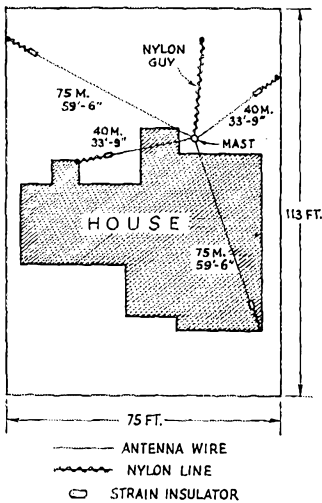 NYLON
GUY
75 M.
59'-6"
40 M.
33'-9"
40M.
33'-9"
MAST
HOUSE
75 M.
59'-6"
113 FT.
75 FT.
ANTENNA WIRE
NYLON LINE
STRAIN INSULATOR